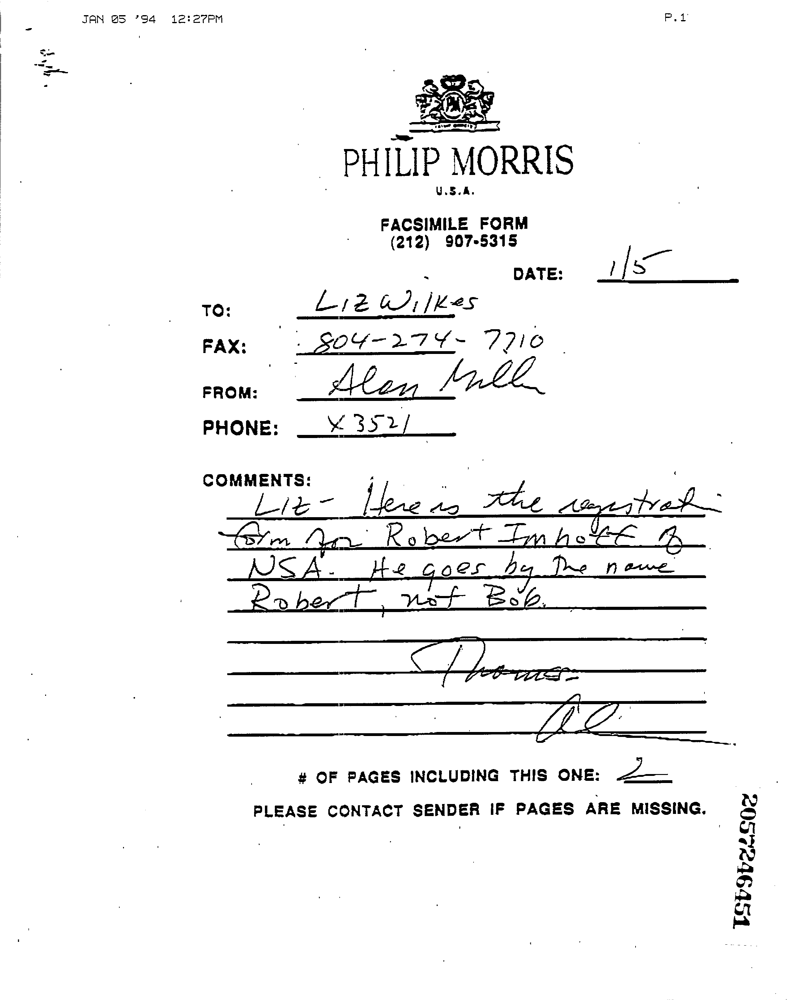 JAN 05 '94 12:27PM P.1
PM
PHILIP MORRIS
U.S.A.
FACSIMILE FORM
(212) 907-5315
DATE: 1/5
TO: Liz Wilkes
FAX: 804-274-7710
FROM: Alan Miller
PHONE: X3521
COMMENTS:
Liz - Here is the registrati
form for Robert Imhoff of
NSA. He goes by the name
Robert, not Bob.
Al
# OF PAGES INCLUDING THIS ONE: 2
PLEASE CONTACT SENDER IF PAGES ARE MISSING.
2057246451